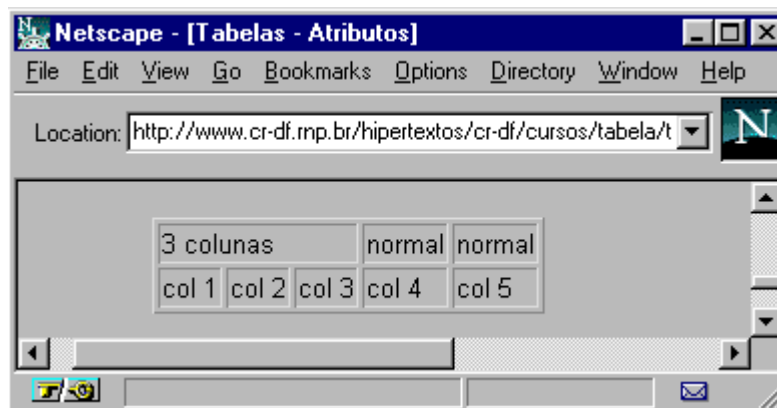 Netscape - [Tabelas - Atributos]
File Edit View Go Bookmarks Options Directory Window Help
Location: http://www.cr-df.rnp.br/hipertextos/cr-df/cursos/tabela/t
N
3 colunas normal normal
col 1 col 2 col 3 col 4 col 5